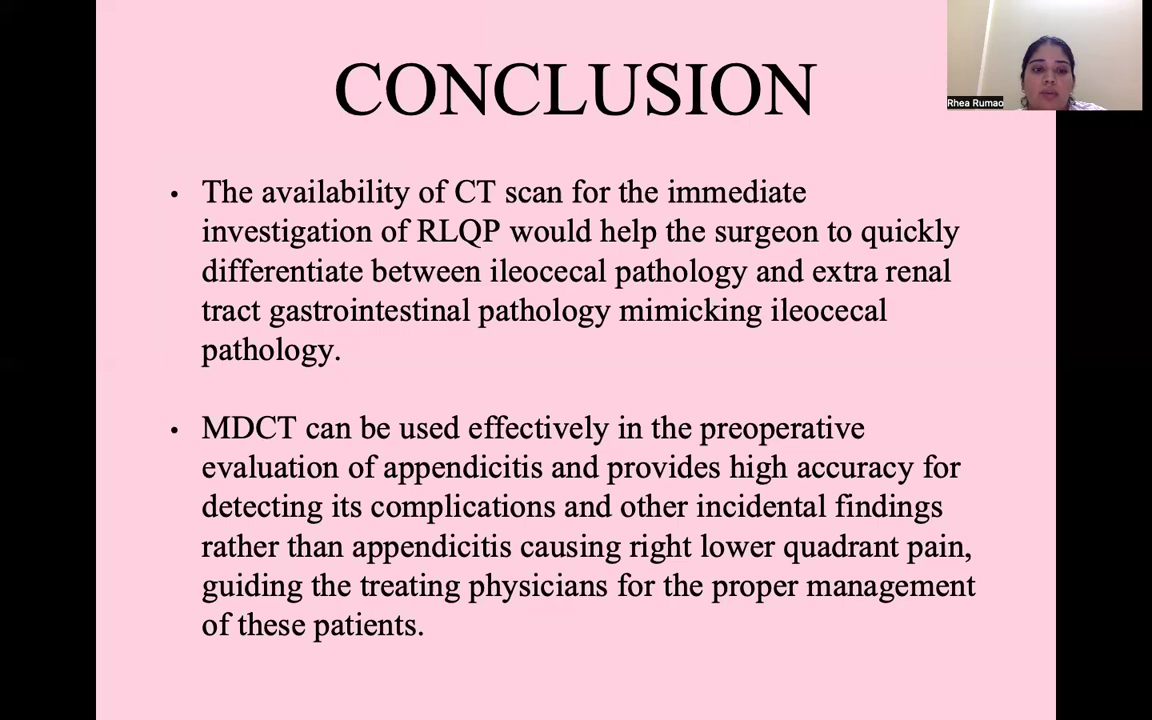 CONCLUSION
Rhea Rumao
• The availability of CT scan for the immediate
investigation of RLQP would help the surgeon to quickly
differentiate between ileocecal pathology and extra renal
tract gastrointestinal pathology mimicking ileocecal
pathology.
• MDCT can be used effectively in the preoperative
evaluation of appendicitis and provides high accuracy for
detecting its complications and other incidental findings
rather than appendicitis causing right lower quadrant pain,
guiding the treating physicians for the proper management
of these patients.